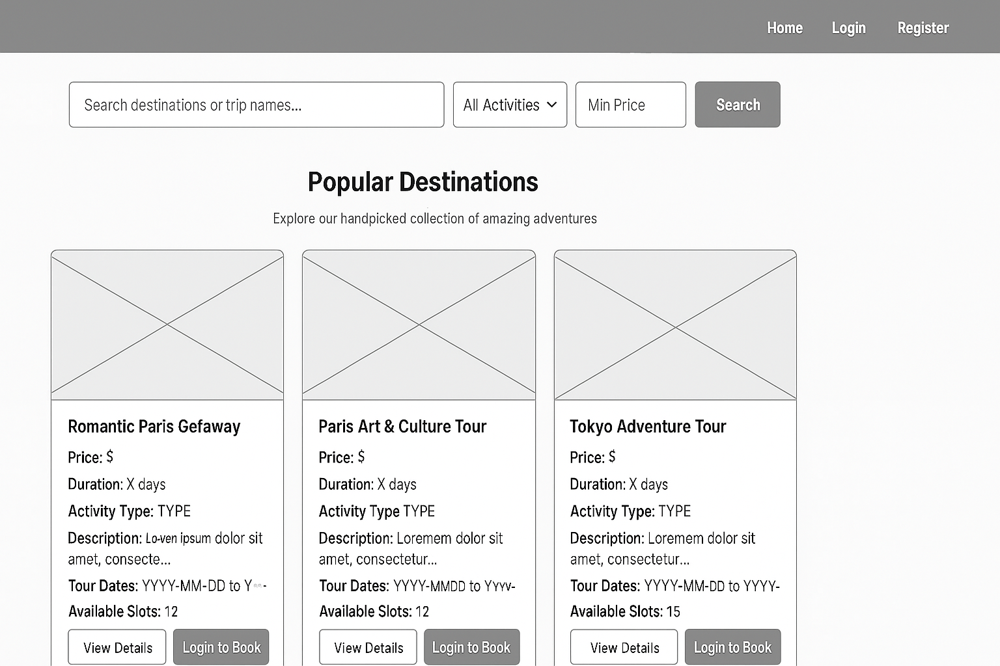 Home Login Register
Search destinations or trip names... All Activities Min Price Search
Popular Destinations
Explore our handpicked collection of amazing adventures
Romantic Paris Gefaway
Price: $
Duration: X days
Activity Type: TYPE
Description: Lo-ven ipsum dolor sit
amet, consecte...
Tour Dates: YYYY-MM-DD to Y
Available Slots: 12
View Details Login to Book
Paris Art & Culture Tour
Price: $
Duration: X days
Activity Type TYPE
Description: Loremem dolor sit
amet, consectetur...
Tour Dates: YYYY-MMDD to Yyyv-
Available Slots: 12
View Details Login to Book
Tokyo Adventure Tour
Price: $
Duration: X days
Activity Type: TYPE
Description: Loremem dolor sit
amet, consectetur...
Tour Dates: YYYY-MM-DD to YYYY-
Available Slots: 15
View Details Login to Book